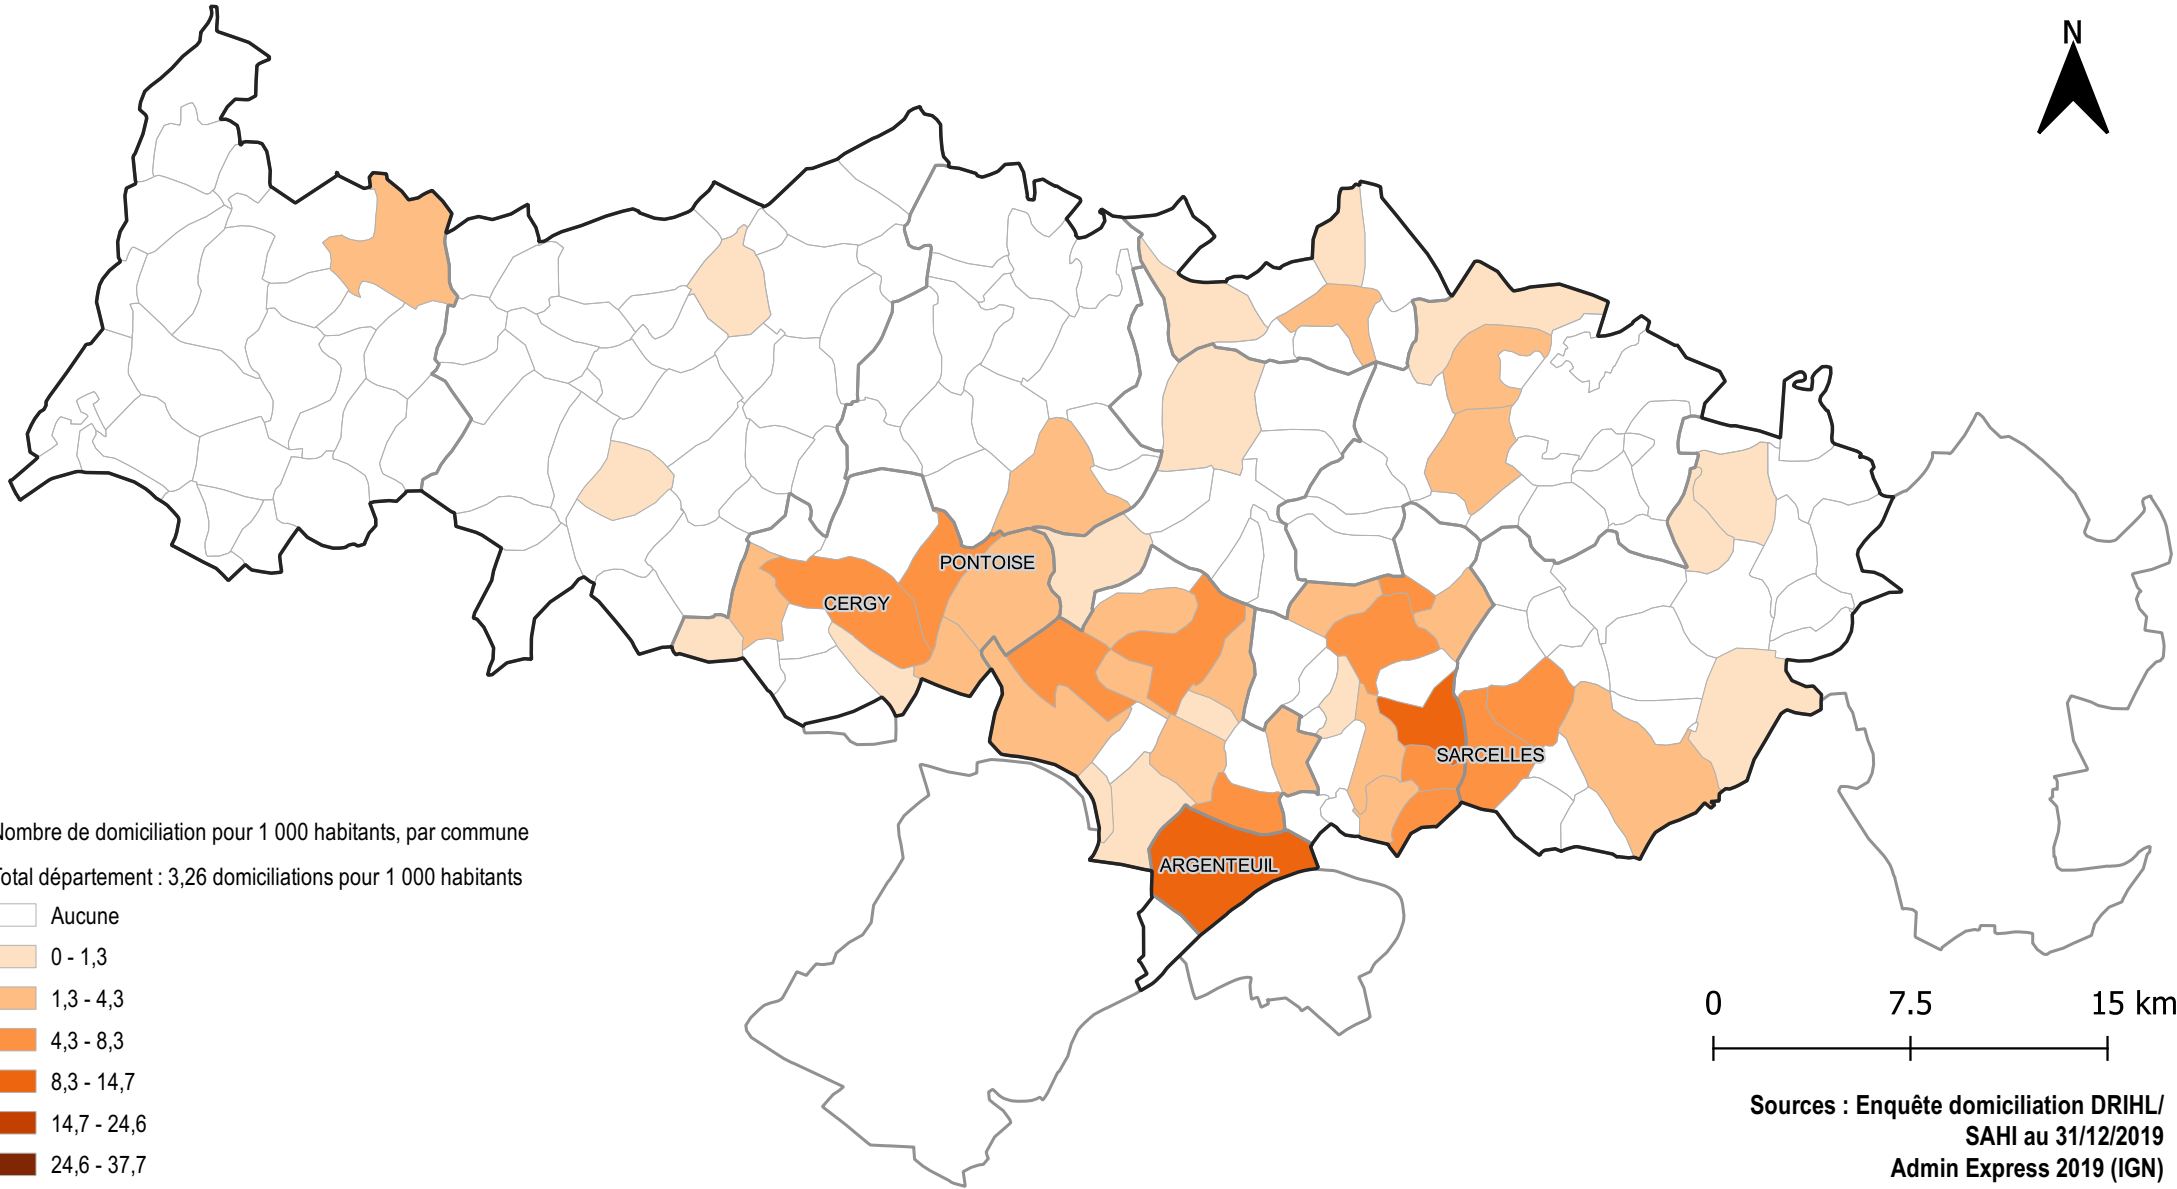 N
PONTOISE
CERGY
SARCELLES
ARGENTEUIL
Nombre de domiciliation pour 1 000 habitants, par commune
Total département : 3,26 domiciliations pour 1 000 habitants
Aucune
0 - 1,3
1,3 - 4,3
4,3 - 8,3
8,3 - 14,7
14,7 - 24,6
24,6 - 37,7
0 7.5 15 km
Sources : Enquête domiciliation DRIHL/
SAHI au 31/12/2019
Admin Express 2019 (IGN)